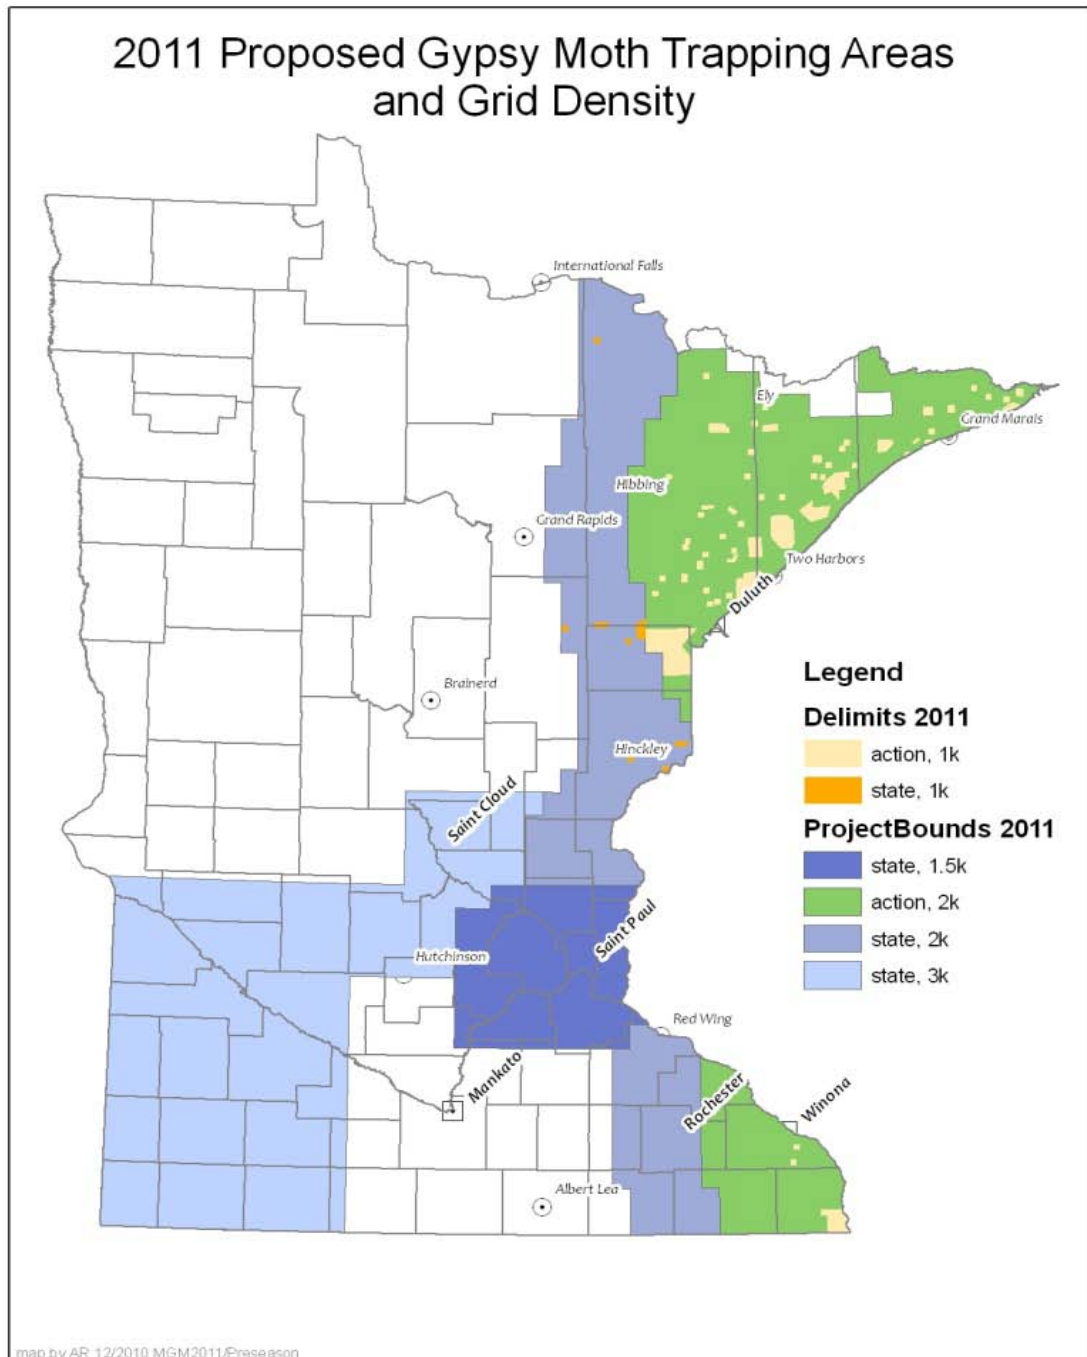 2011 Proposed Gypsy Moth Trapping Areas
and Grid Density
International Falls
Ely
Grand Marais
Hibbing
Grand Rapids
Two Harbors
Duluth
Brainerd
Hinckley
Saint Cloud
Saint Paul
Hutchinson
Red Wing
Mankato
Rochester
Winona
Albert Lea
Legend
Delimits 2011
action, 1k
state, 1k
ProjectBounds 2011
state, 1.5k
action, 2k
state, 2k
state, 3k
map by AR 12/2010 MGM2011/Preseason